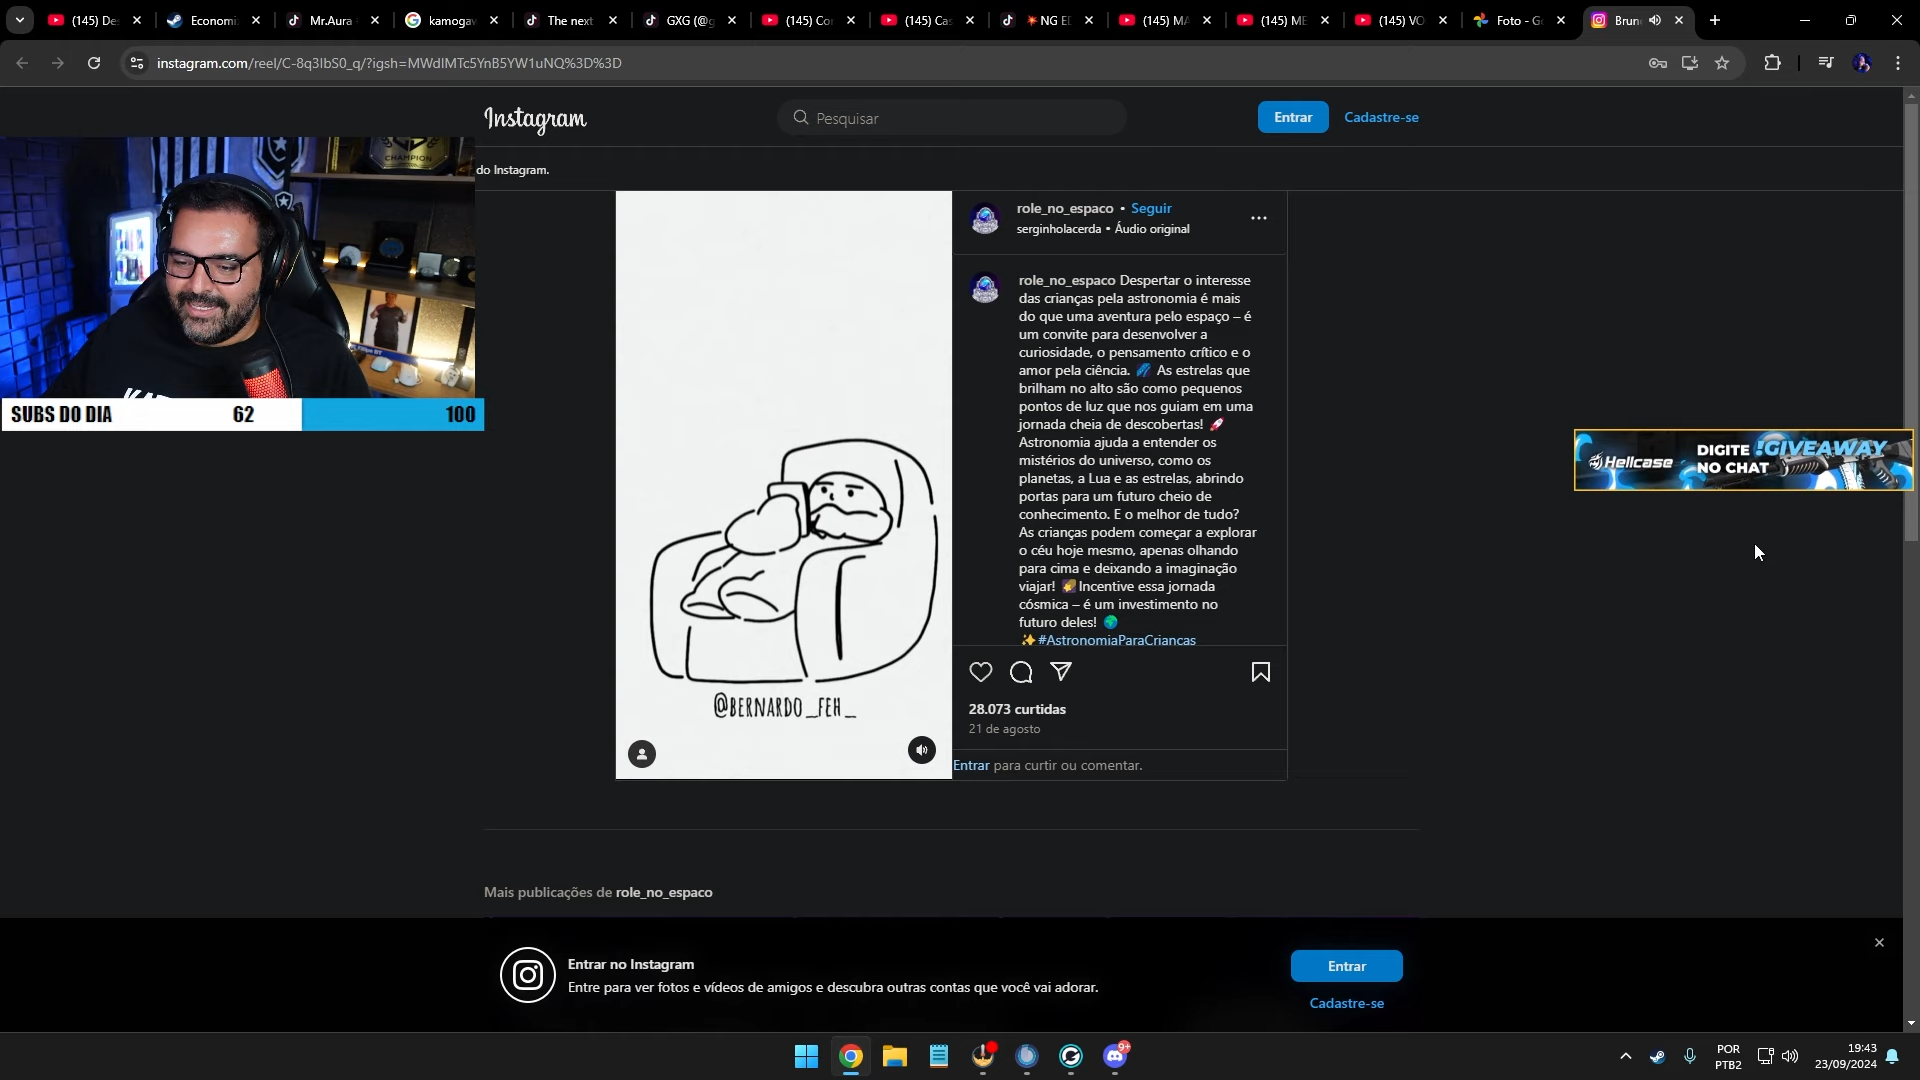 (145) De
Economi
Mr.Aura
kamogav
The next
GXG (@g
(145) Co
(145) Ca
NG E
(145) M
(145) ME
(145) VO
Foto - G
Brun
instagram.com/reel/C-8q3lbS0_q/?igsh=MWdlMTc5YnB5YW1uNQ%3D%3D
Instagram
Pesquisar
Entrar
Cadastre-se
do Instagram.
CHAMPION
SUBS DO DIA 62 100
@BERNARDO_FEH_
role_no_espaco • Seguir
serginholacerda • Áudio original
role_no_espaco Despertar o interesse
das crianças pela astronomia é mais
do que uma aventura pelo espaço – é
um convite para desenvolver a
curiosidade, o pensamento crítico e o
amor pela ciência. 🌌 As estrelas que
brilham no alto são como pequenos
pontos de luz que nos guiam em uma
jornada cheia de descobertas! 🚀
Astronomia ajuda a entender os
mistérios do universo, como os
planetas, a Lua e as estrelas, abrindo
portas para um futuro cheio de
conhecimento. E o melhor de tudo?
As crianças podem começar a explorar
o céu hoje mesmo, apenas olhando
para cima e deixando a imaginação
viajar! 🌠 Incentive essa jornada
cósmica – é um investimento no
futuro deles! 🌍
✨ #AstronomiaParaCriancas
28.073 curtidas
21 de agosto
Entrar para curtir ou comentar.
Hellcase
DIGITE !GIVEAWAY
NO CHAT
Mais publicações de role_no_espaco
Entrar no Instagram
Entre para ver fotos e vídeos de amigos e descubra outras contas que você vai adorar.
Entrar
Cadastre-se
9+
POR
PTB2
19:43
23/09/2024